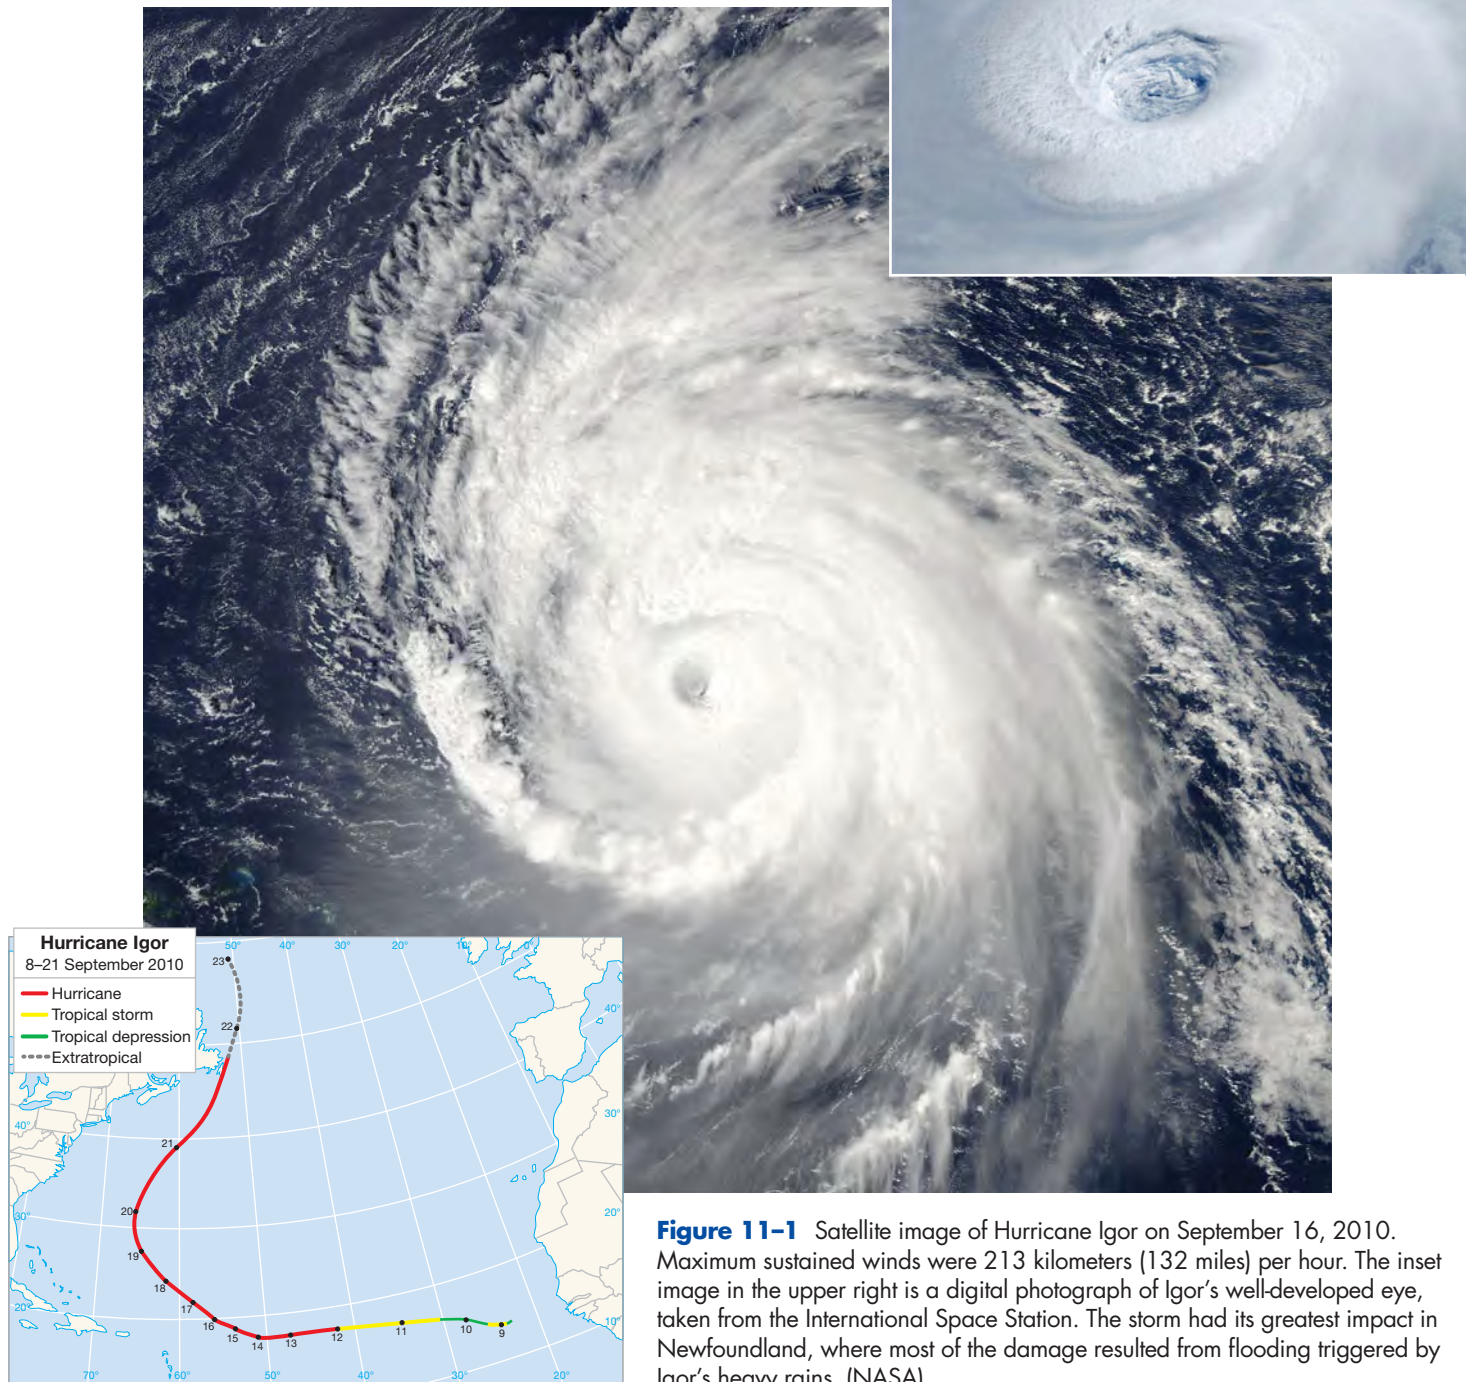 Hurricane Igor
8–21 September 2010
Hurricane
Tropical storm
Tropical depression
Extratropical
50°
40°
30°
20°
10°
0°
40°
30°
20°
10°
40°
30°
20°
70°
60°
50°
40°
30°
20°
23
22
21
20
19
18
17
16
15
14
13
12
11
10
9
Figure 11–1 Satellite image of Hurricane Igor on September 16, 2010.
Maximum sustained winds were 213 kilometers (132 miles) per hour. The inset
image in the upper right is a digital photograph of Igor’s well-developed eye,
taken from the International Space Station. The storm had its greatest impact in
Newfoundland, where most of the damage resulted from flooding triggered by
Igor’s heavy rains. (NASA)